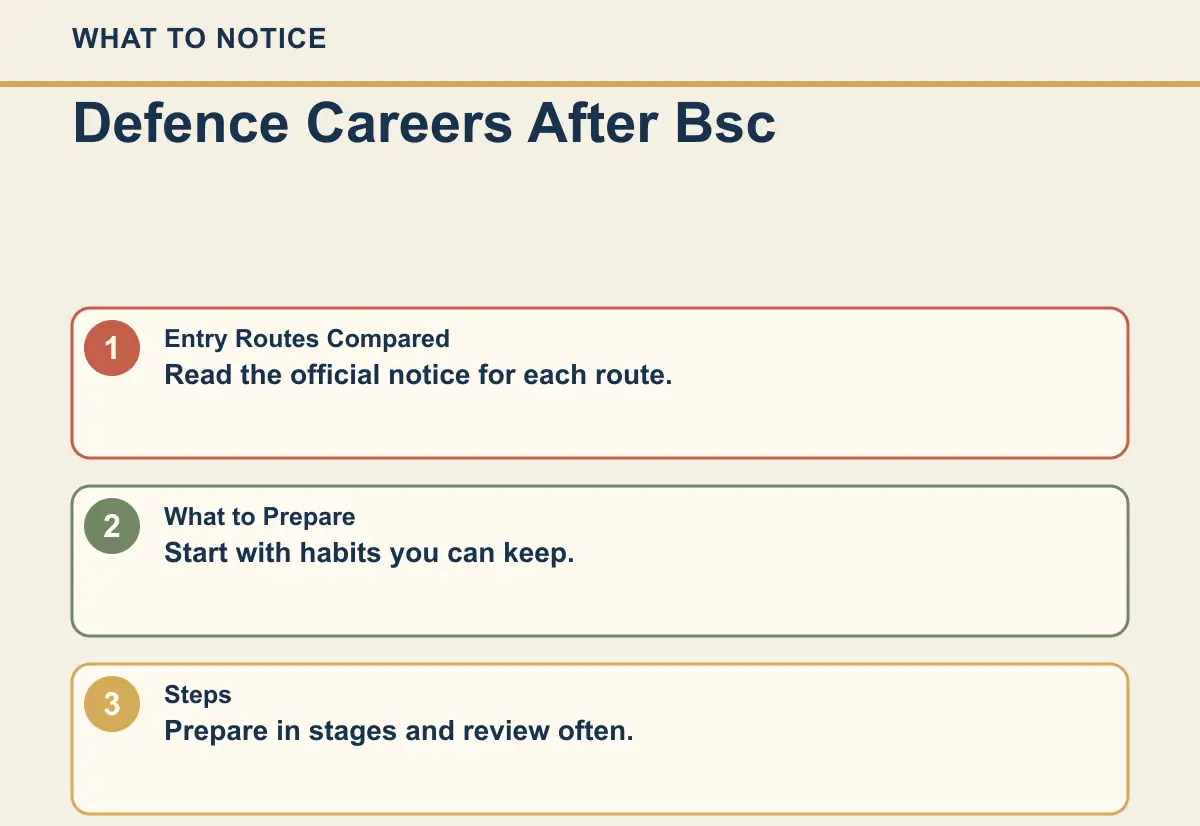 WHAT TO NOTICE
Defence Careers After Bsc
1
Entry Routes Compared
Read the official notice for each route.
2
What to Prepare
Start with habits you can keep.
3
Steps
Prepare in stages and review often.